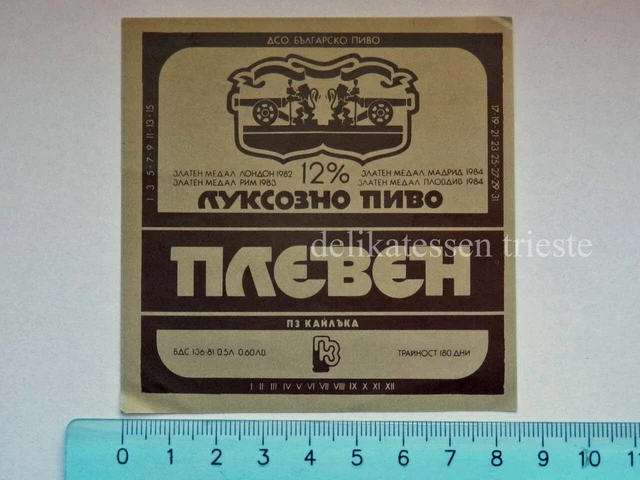 ДСО БЪЛГАРСКО ПИВО
1·3·5·7·9·11·13·15
17·19·21·23·25·27·29·31
ЗЛАТЕН МЕДАЛ ЛОНДОН 1982
ЗЛАТЕН МЕДАЛ РИМ 1983
12%
ЗЛАТЕН МЕДАЛ МАДРИД 1984
ЗЛАТЕН МЕДАЛ ПЛОВДИВ 1984
ЛУКСОЗНО ПИВО
delikatessen trieste
ПЛЕВЕН
ПЗ КАЙЛЪКА
БДС 136-81 0.5Л 0.60ЛВ.
ПЗ
ТРАЙНОСТ 180 ДНИ
I II III IV V VI VII VIII IX X XI XII
0 1 2 3 4 5 6 7 8 9 10 11